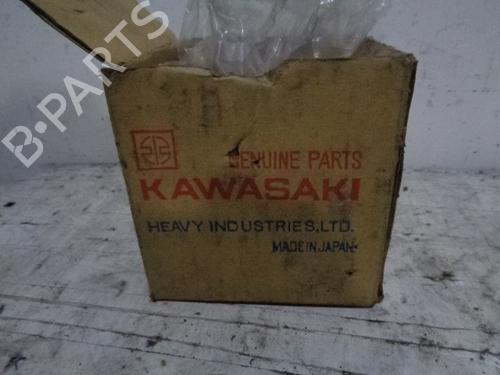 B-PARTS
GENUINE PARTS
KAWASAKI
HEAVY INDUSTRIES,LTD.
MADE IN JAPAN